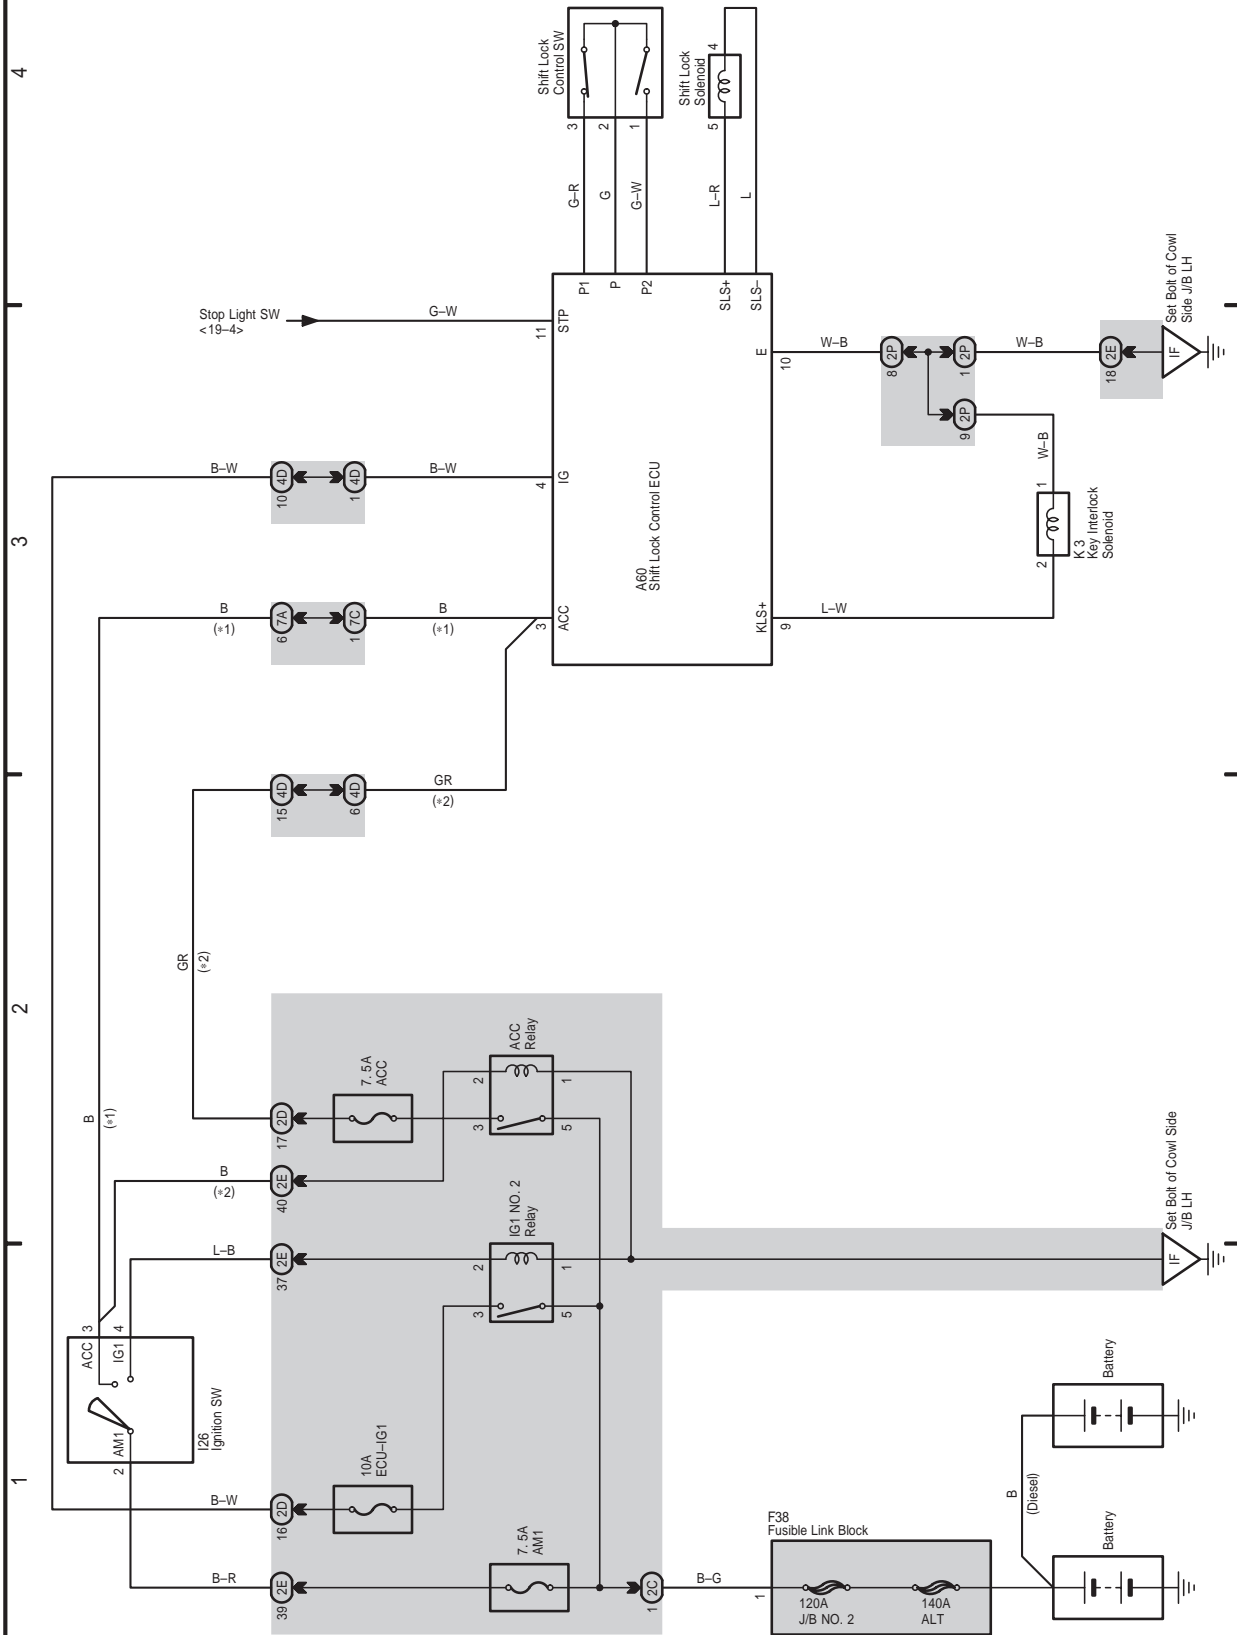 4
3
2
1
Shift Lock
Control SW
3
2
1
G–R
G
G–W
Shift Lock
Solenoid
4
5
L–R
L
P1
P
P2
SLS+
SLS–
Stop Light SW
<19–4>
G–W
11
STP
E
10
W–B
8
2P
1
2P
9
2P
W–B
18
2E
IF
Set Bolt of Cowl
Side J/B LH
W–B
1
2
K 3
Key Interlock
Solenoid
L–W
KLS+
9
A60
Shift Lock Control ECU
B–W
10
4D
1
4D
B–W
4
IG
B
(*1)
6
7A
1
7C
B
(*1)
3
ACC
15
4D
6
4D
GR
(*2)
GR
(*2)
B
(*1)
B
(*2)
L–B
17
2D
40
2E
37
2E
7. 5A
ACC
ACC
Relay
2
1
3
5
IG1 NO. 2
Relay
2
1
3
5
IF
Set Bolt of Cowl Side
J/B LH
ACC
3
IG1
4
AM1
2
I26
Ignition SW
B–W
16
2D
10A
ECU–IG1
B–R
39
2E
7. 5A
AM1
1
2C
B–G
1
F38
Fusible Link Block
120A
J/B NO. 2
140A
ALT
B
(Diesel)
Battery
Battery